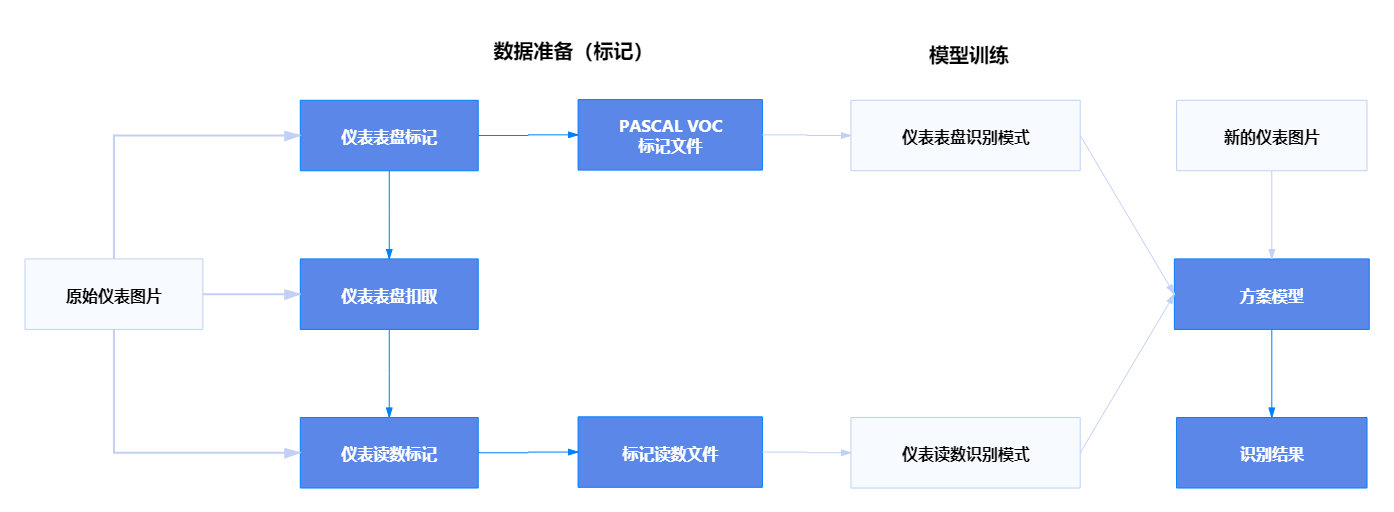 数据准备（标记）
模型训练
仪表表盘标记
PASCAL VOC
标记文件
仪表表盘识别模式
新的仪表图片
原始仪表图片
仪表表盘扣取
方案模型
仪表读数标记
标记读数文件
仪表读数识别模式
识别结果